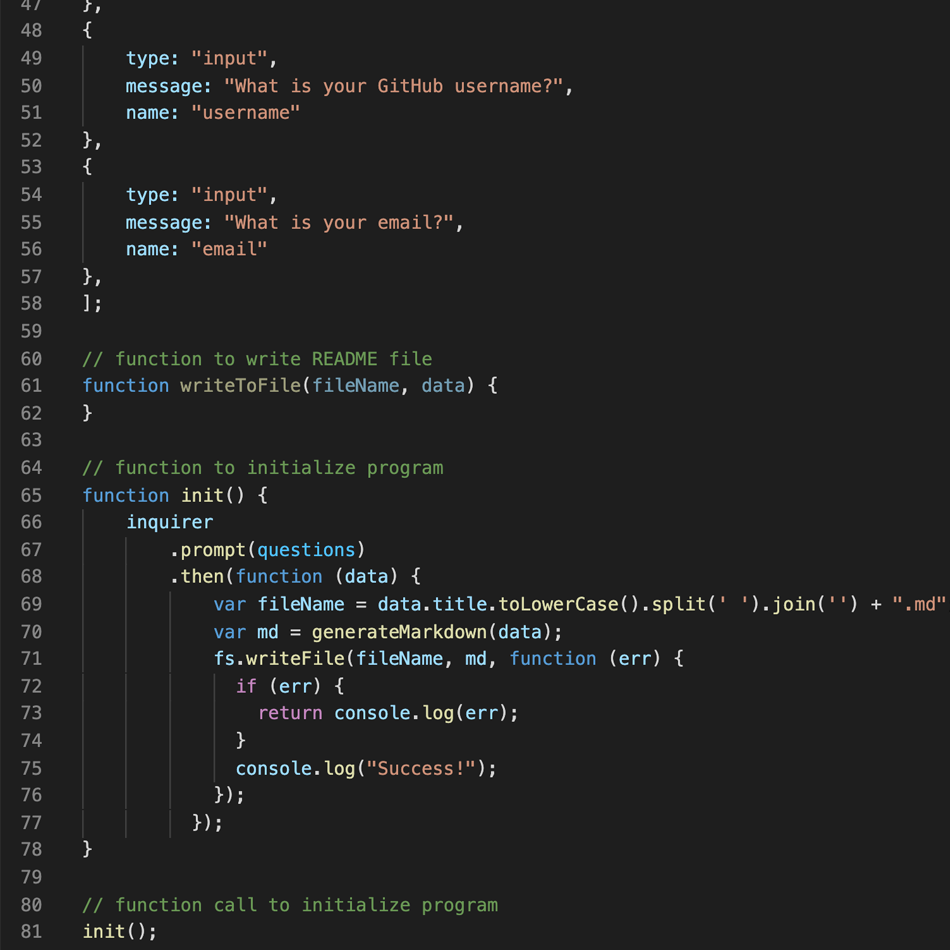 47 },
48 {
49 type: "input",
50 message: "What is your GitHub username?",
51 name: "username"
52 },
53 {
54 type: "input",
55 message: "What is your email?",
56 name: "email"
57 },
58 ];
59
60 // function to write README file
61 function writeToFile(fileName, data) {
62 }
63
64 // function to initialize program
65 function init() {
66 inquirer
67 .prompt(questions)
68 .then(function (data) {
69 var fileName = data.title.toLowerCase().split(' ').join('') + ".md"
70 var md = generateMarkdown(data);
71 fs.writeFile(fileName, md, function (err) {
72 if (err) {
73 return console.log(err);
74 }
75 console.log("Success!");
76 });
77 });
78 }
79
80 // function call to initialize program
81 init();